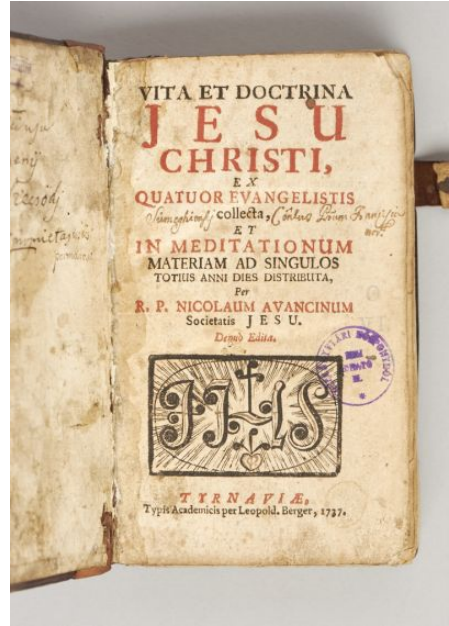 VITA ET DOCTRINA
JESU
CHRISTI,
EX
QUATUOR EVANGELISTIS
collecta,
ET
IN MEDITATIONUM
MATERIAM AD SINGULOS
TOTIUS ANNI DIES DISTRIBUTA,
Per
R. P. NICOLAUM AVANCINUM
Societatis JESU.
Denuò Edita.
IHS
TYRNAVIÆ,
Typis Academicis per Leopold. Berger, 1737.